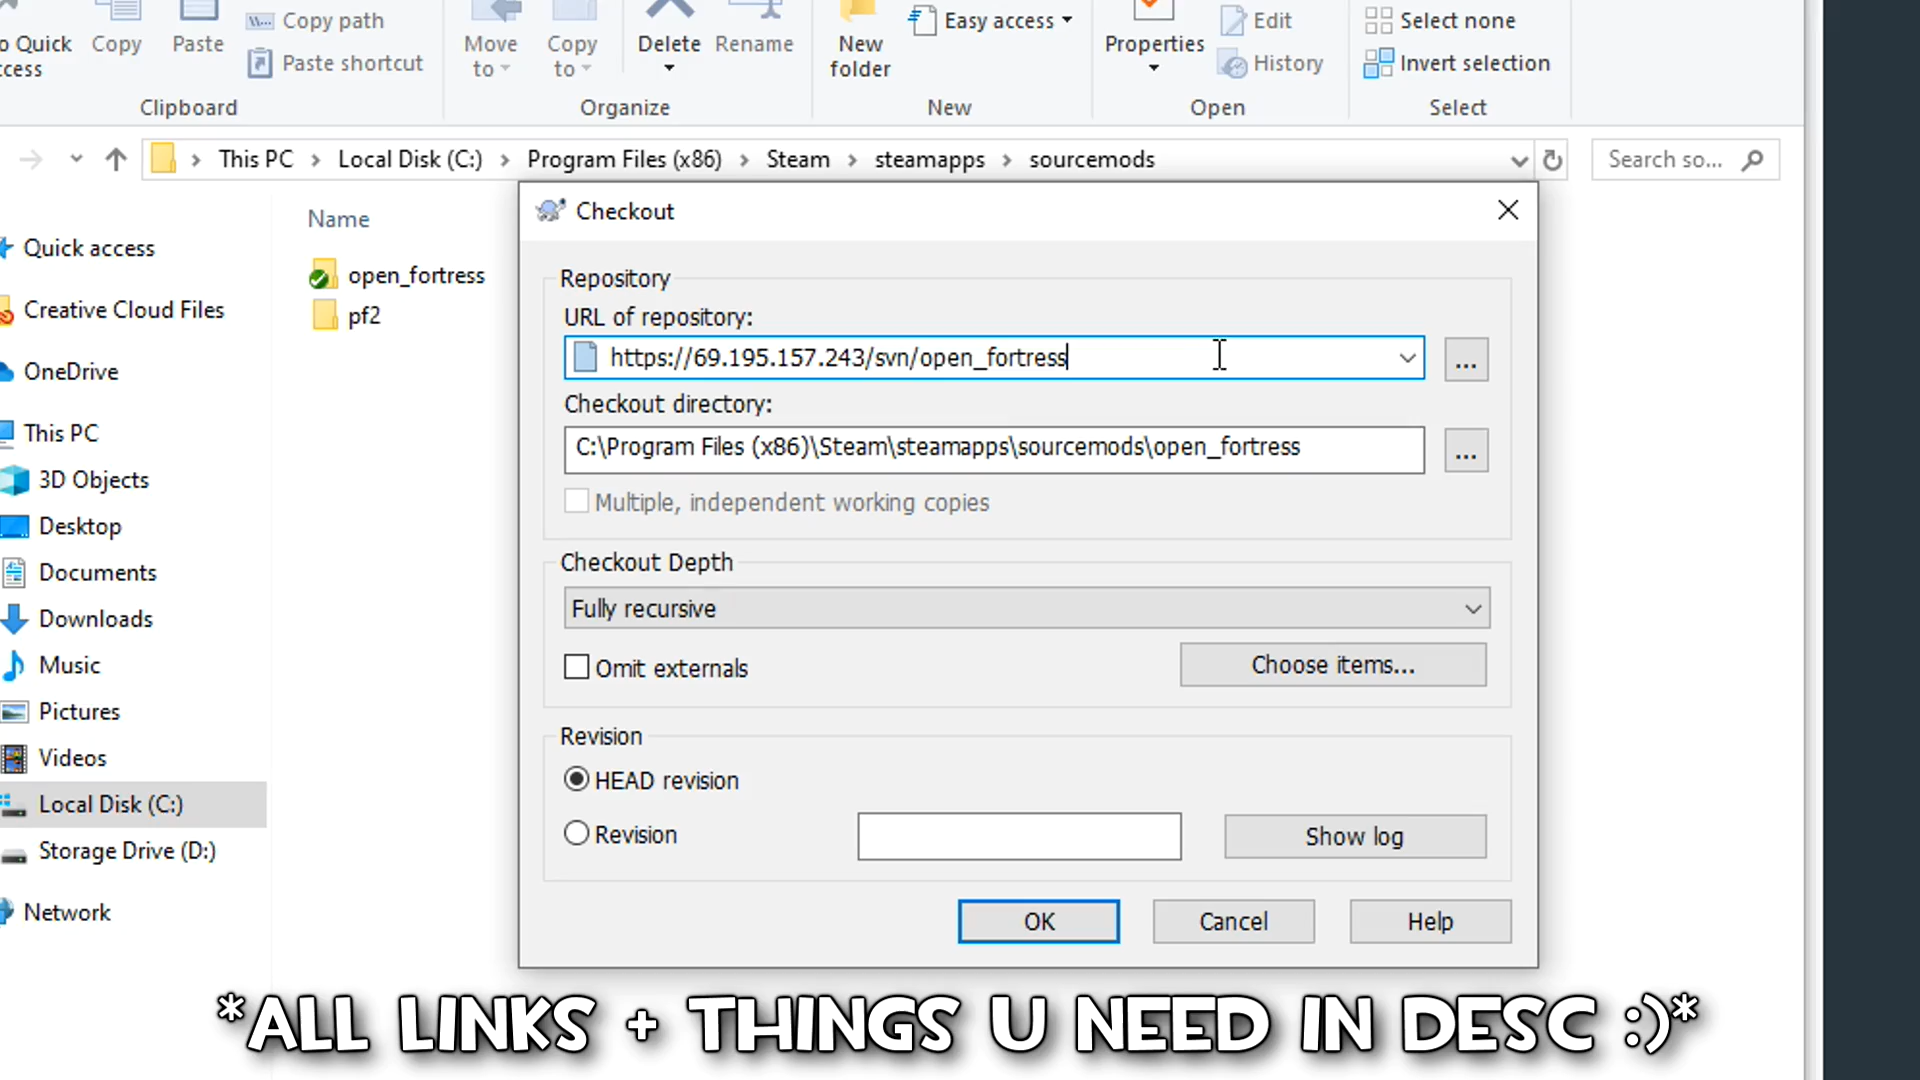 Copy path
o Quick
ccess
Copy
Paste
Paste shortcut
Move
to
Copy
to
Delete
Rename
New
folder
Easy access
Properties
Edit
History
Select none
Invert selection
Clipboard
Organize
New
Open
Select
This PC
Local Disk (C:)
Program Files (x86)
Steam
steamapps
sourcemods
Search so...
Name
Quick access
open_fortress
Creative Cloud Files
pf2
OneDrive
This PC
3D Objects
Desktop
Documents
Downloads
Music
Pictures
Videos
Local Disk (C:)
Storage Drive (D:)
Network
Checkout
Repository
URL of repository:
https://69.195.157.243/svn/open_fortress
...
Checkout directory:
C:\Program Files (x86)\Steam\steamapps\sourcemods\open_fortress
...
Multiple, independent working copies
Checkout Depth
Fully recursive
Omit externals
Choose items...
Revision
HEAD revision
Revision
Show log
OK
Cancel
Help
*ALL LINKS + THINGS U NEED IN DESC :)*